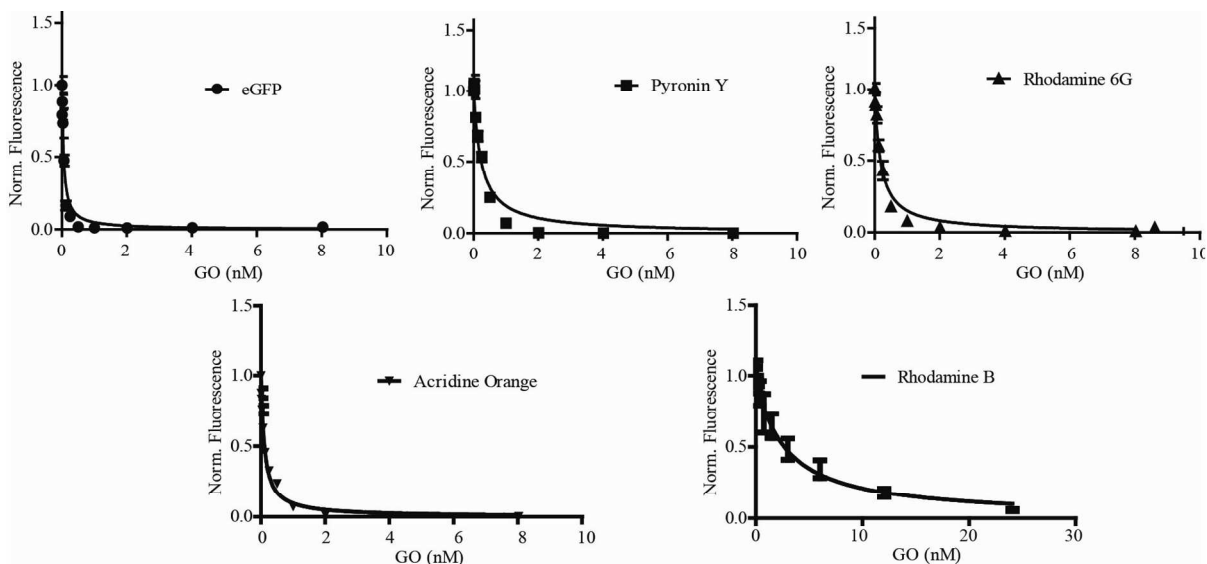 1.5
1.0
0.5
0.0
Norm. Fluorescence
eGFP
0 2 4 6 8 10
GO (nM)
1.5
1.0
0.5
0.0
Norm. Fluorescence
Pyronin Y
0 2 4 6 8 10
GO (nM)
1.5
1.0
0.5
0.0
Norm. Fluorescence
Rhodamine 6G
0 2 4 6 8 10
GO (nM)
1.5
1.0
0.5
0.0
Norm. Fluorescence
Acridine Orange
0 2 4 6 8 10
GO (nM)
1.5
1.0
0.5
0.0
Norm. Fluorescence
Rhodamine B
0 10 20 30
GO (nM)